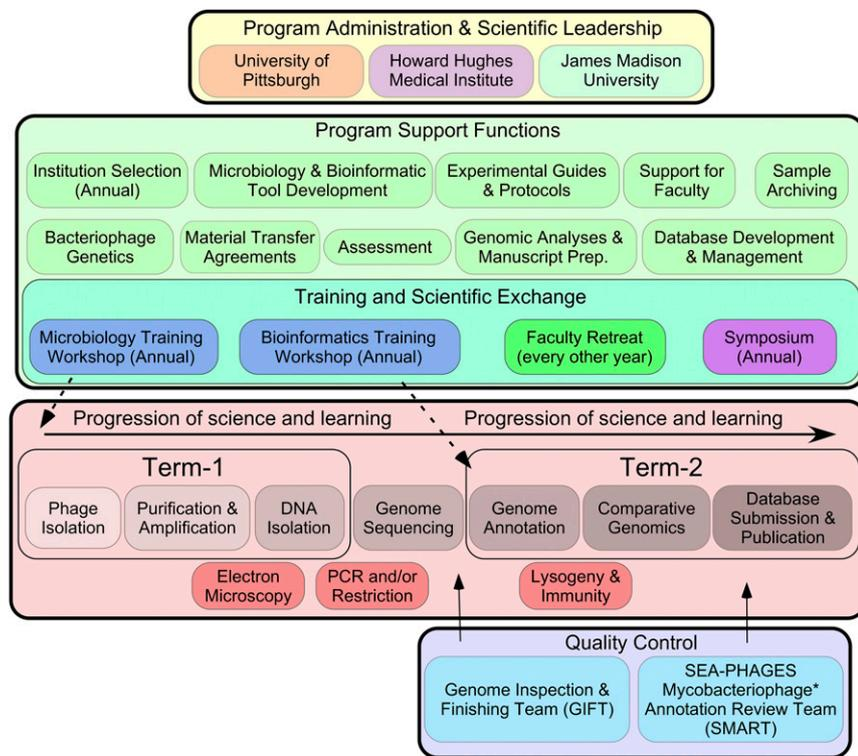 Program Administration & Scientific Leadership
University of
Pittsburgh
Howard Hughes
Medical Institute
James Madison
University
Program Support Functions
Institution Selection
(Annual)
Microbiology & Bioinformatic
Tool Development
Experimental Guides
& Protocols
Support for
Faculty
Sample
Archiving
Bacteriophage
Genetics
Material Transfer
Agreements
Assessment
Genomic Analyses &
Manuscript Prep.
Database Development
& Management
Training and Scientific Exchange
Microbiology Training
Workshop (Annual)
Bioinformatics Training
Workshop (Annual)
Faculty Retreat
(every other year)
Symposium
(Annual)
Progression of science and learning
Progression of science and learning
Term-1
Term-2
Phage
Isolation
Purification &
Amplification
DNA
Isolation
Genome
Sequencing
Genome
Annotation
Comparative
Genomics
Database
Submission &
Publication
Electron
Microscopy
PCR and/or
Restriction
Lysogeny &
Immunity
Quality Control
Genome Inspection &
Finishing Team (GIFT)
SEA-PHAGES
Mycobacteriophage*
Annotation Review Team
(SMART)